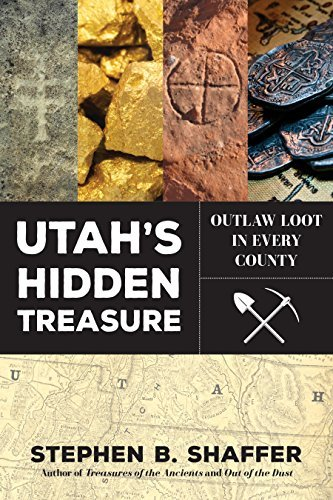 UTAH'S
HIDDEN
TREASURE
OUTLAW LOOT
IN EVERY
COUNTY
U T A H
STEPHEN B. SHAFFER
Author of Treasures of the Ancients and Out of the Dust